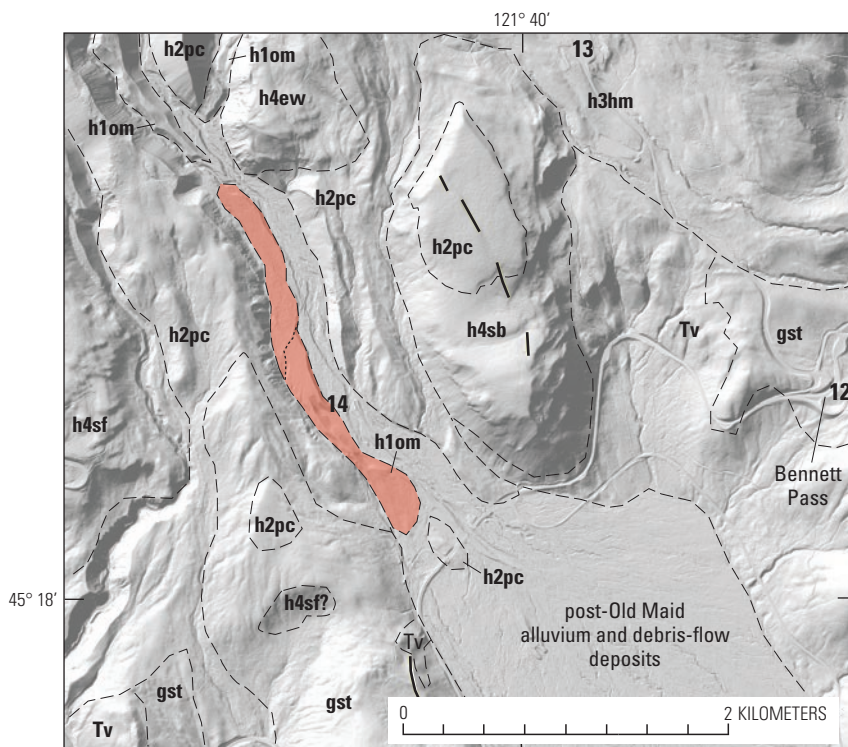 121° 40′
h2pc
h1om
13
h4ew
h3hm
h1om
h2pc
h2pc
h4sb
Tv
gst
h2pc
14
12
h4sf
h1om
Bennett
Pass
h2pc
h2pc
45° 18′
h4sf?
post-Old Maid
alluvium and debris-flow
deposits
Tv
gst
gst
Tv
0
2 KILOMETERS